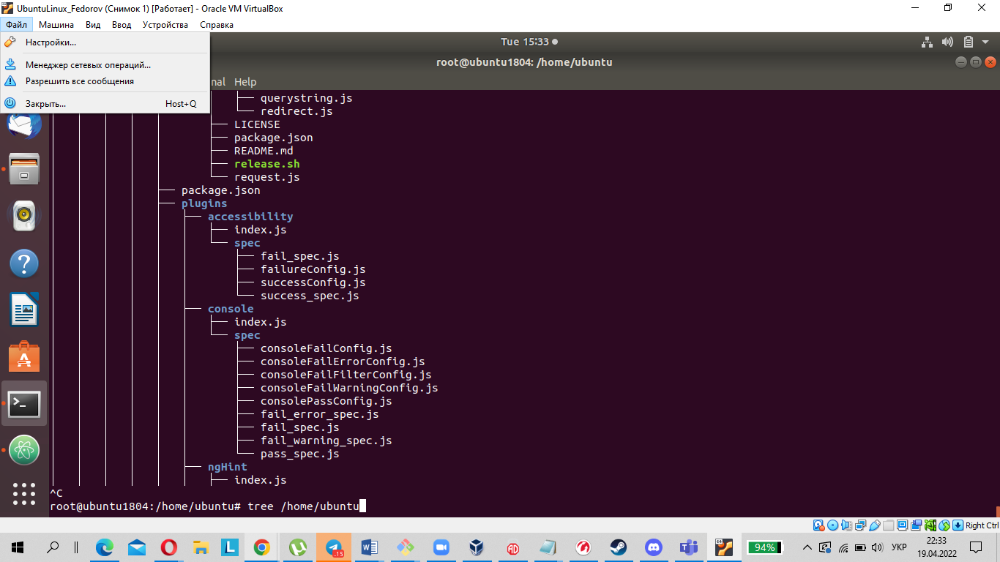 UbuntuLinux_Fedorov (Снимок 1) [Работает] - Oracle VM VirtualBox
Файл Машина Вид Ввод Устройства Справка
Настройки...
Менеджер сетевых операций...
Разрешить все сообщения
Закрыть... Host+Q
Tue 15:33
root@ubuntu1804: /home/ubuntu
nal Help
querystring.js
redirect.js
LICENSE
package.json
README.md
release.sh
request.js
package.json
plugins
accessibility
index.js
spec
fail_spec.js
failureConfig.js
successConfig.js
success_spec.js
console
index.js
spec
consoleFailConfig.js
consoleFailErrorConfig.js
consoleFailFilterConfig.js
consoleFailWarningConfig.js
consolePassConfig.js
fail_error_spec.js
fail_spec.js
fail_warning_spec.js
pass_spec.js
ngHint
index.js
^C
root@ubuntu1804:/home/ubuntu# tree /home/ubuntu
Right Ctrl
94%
УКР
22:33
19.04.2022